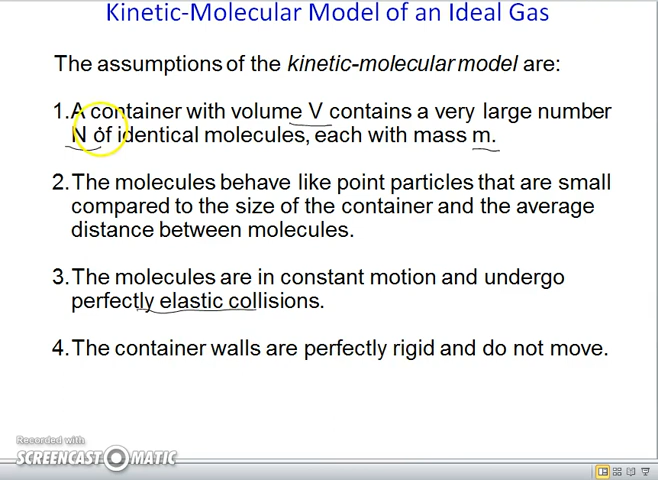 Kinetic-Molecular Model of an Ideal Gas
The assumptions of the kinetic-molecular model are:
1. A container with volume V contains a very large number
N of identical molecules, each with mass m.
2. The molecules behave like point particles that are small
compared to the size of the container and the average
distance between molecules.
3. The molecules are in constant motion and undergo
perfectly elastic collisions.
4. The container walls are perfectly rigid and do not move.
Recorded with
SCREENCAST MATIC